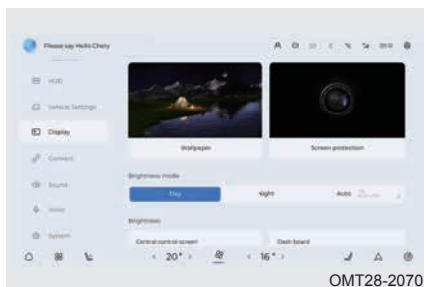 Please say Hello Chery
HUD
Vehicle Settings
Display
Connect
Sound
Voice
System
Wallpaper
Screen protection
Brightness mode
Day
Night
Auto
Brightness
Central control screen
Dash board
20°
16°
OMT28-2070